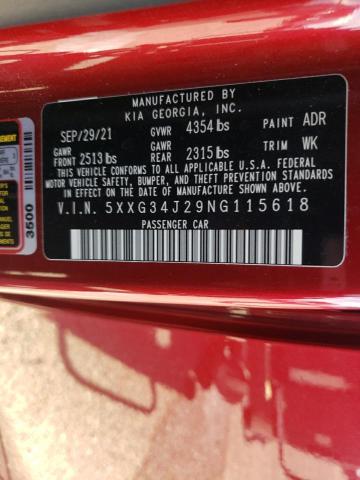 MANUFACTURED BY
KIA GEORGIA, INC.
SEP/29/21 GVWR 4354 lbs PAINT ADR
GAWR FRONT 2513 lbs GAWR REAR 2315 lbs TRIM WK
THIS VEHICLE CONFORMS TO ALL APPLICABLE U.S.A. FEDERAL
MOTOR VEHICLE SAFETY, BUMPER, AND THEFT PREVENTION STANDARDS
IN EFFECT ON THE DATE OF MANUFACTURE SHOWN ABOVE.
V.I.N. 5XXG34J29NG115618
PASSENGER CAR
3500